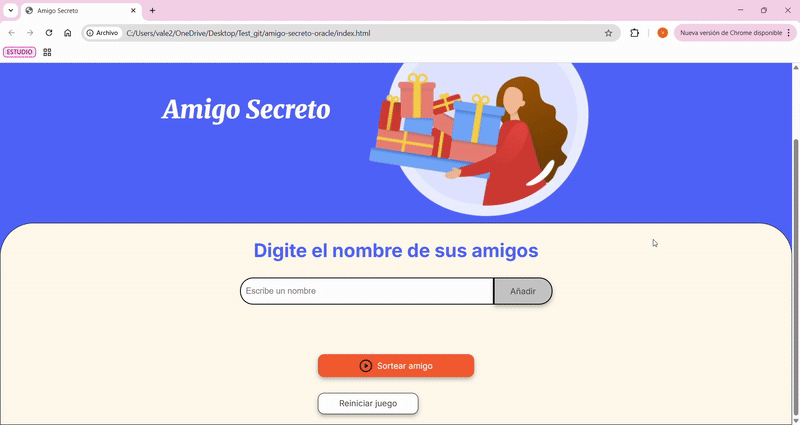 Amigo Secreto
Archivo C:/Users/vale2/OneDrive/Desktop/Test_git/amigo-secreto-oracle/index.html
Nueva versión de Chrome disponible
ESTUDIO
Amigo Secreto
Digite el nombre de sus amigos
Escribe un nombre
Añadir
Sortear amigo
Reiniciar juego